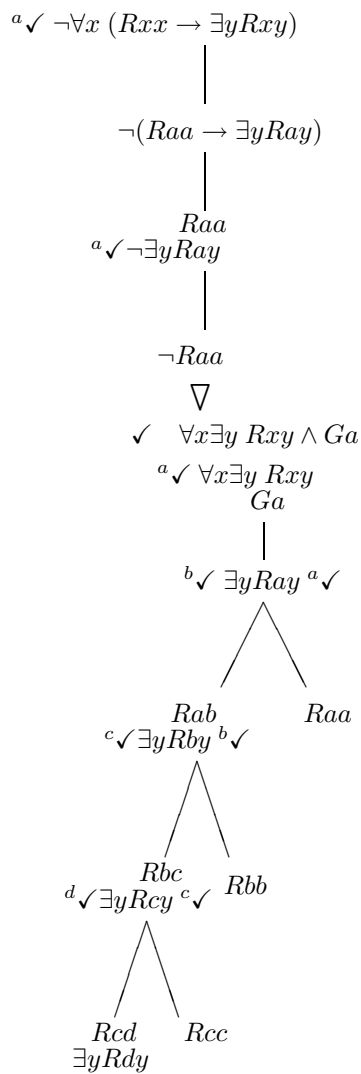 ᵃ✓ ¬∀x (Rxx → ∃yRxy)
¬(Raa → ∃yRay)
Raa
ᵃ✓¬∃yRay
¬Raa
∇
✓ ∀x∃y Rxy ∧ Ga
ᵃ✓ ∀x∃y Rxy
Ga
ᵇ✓ ∃yRay ᵃ✓
Rab Raa
ᶜ✓∃yRby ᵇ✓
Rbc Rbb
ᵈ✓∃yRcy ᶜ✓
Rcd Rcc
∃yRdy